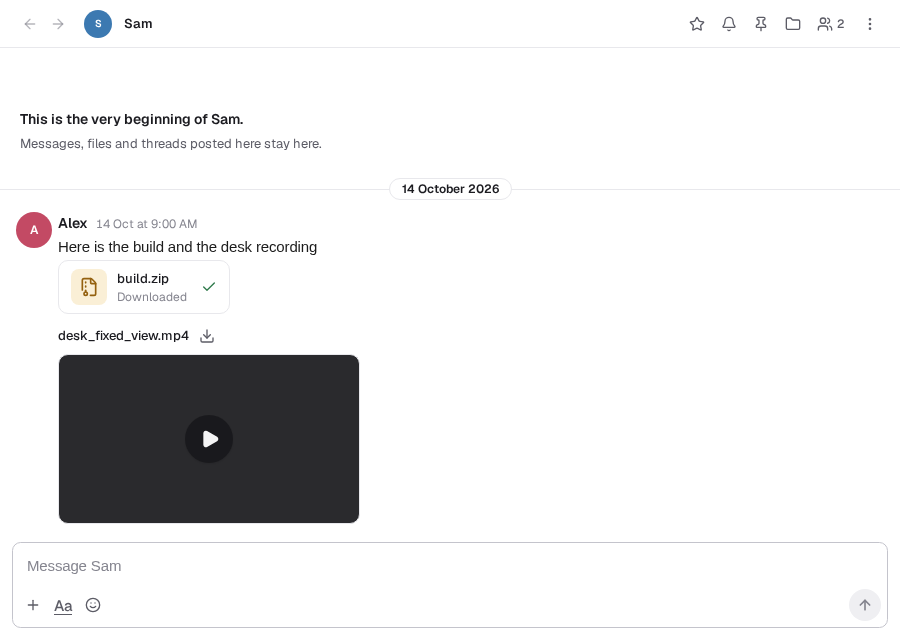 S
Sam
2
This is the very beginning of Sam.
Messages, files and threads posted here stay here.
14 October 2026
A
Alex 14 Oct at 9:00 AM
Here is the build and the desk recording
build.zip
Downloaded
desk_fixed_view.mp4
Message Sam
Aa